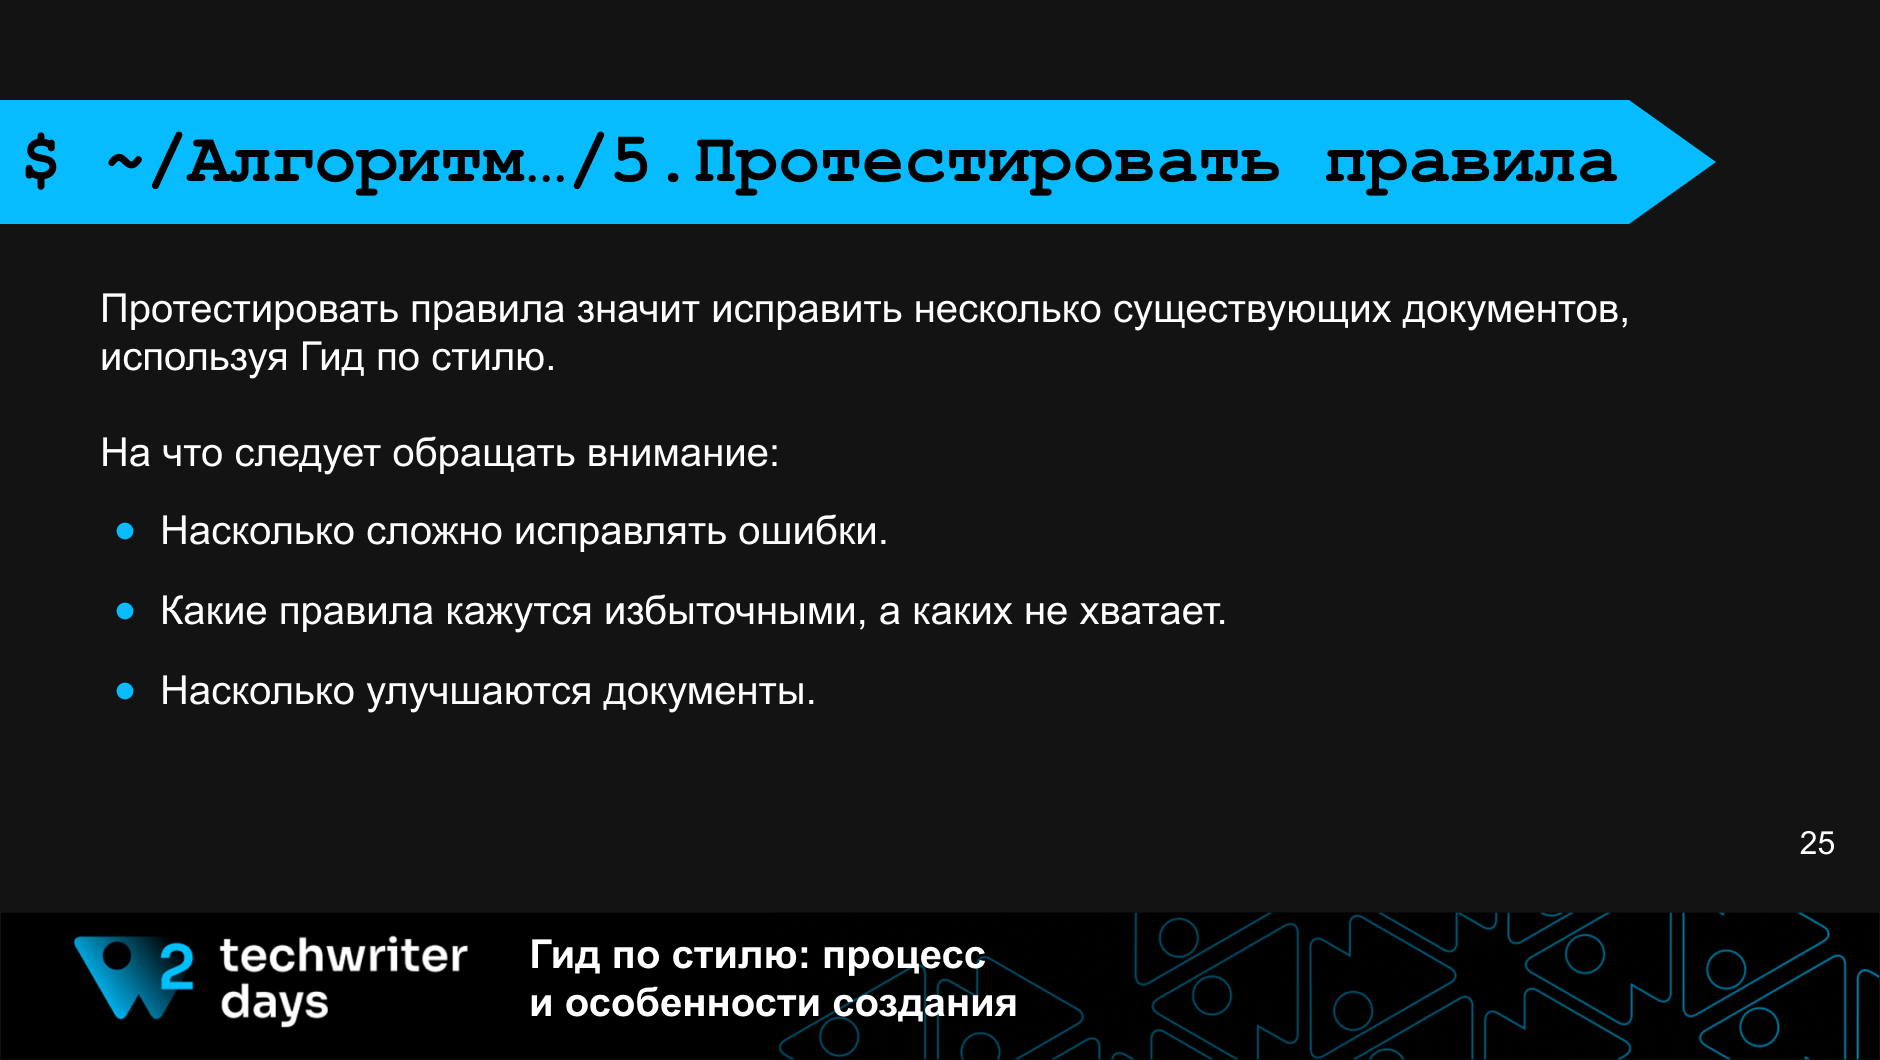 $ ~/Алгоритм…/5.Протестировать правила
Протестировать правила значит исправить несколько существующих документов,
используя Гид по стилю.
На что следует обращать внимание:
● Насколько сложно исправлять ошибки.
● Какие правила кажутся избыточными, а каких не хватает.
● Насколько улучшаются документы.
25
2 techwriter
days
Гид по стилю: процесс
и особенности создания